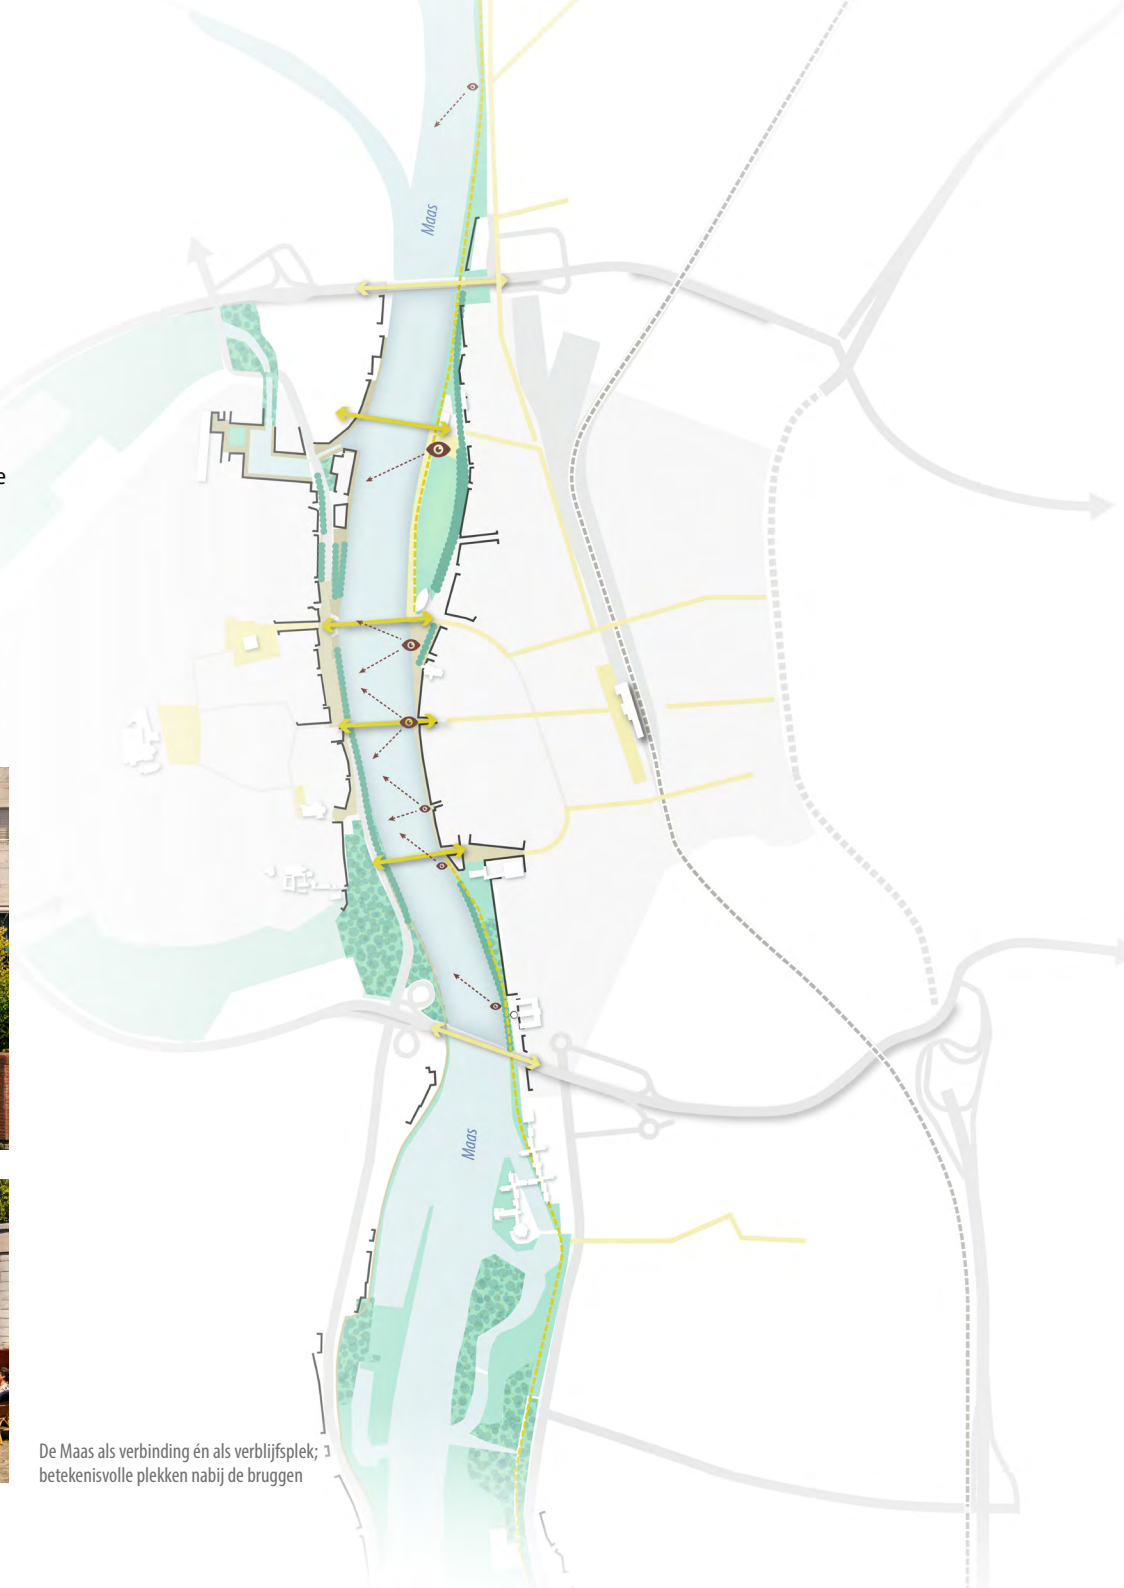 Maas
e
Maas
De Maas als verbinding én als verblijfsplek;
betekenisvolle plekken nabij de bruggen